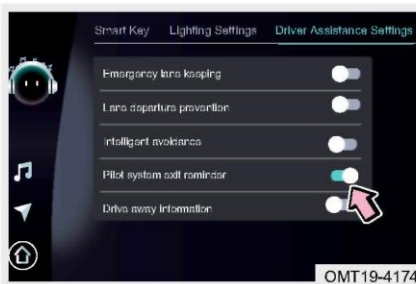 Smart Key Lighting Settings Driver Assistance Settings
Emergency lane keeping
Lane departure prevention
Intelligent avoidance
Pilot system exit reminder
Drive away information
OMT19-4174